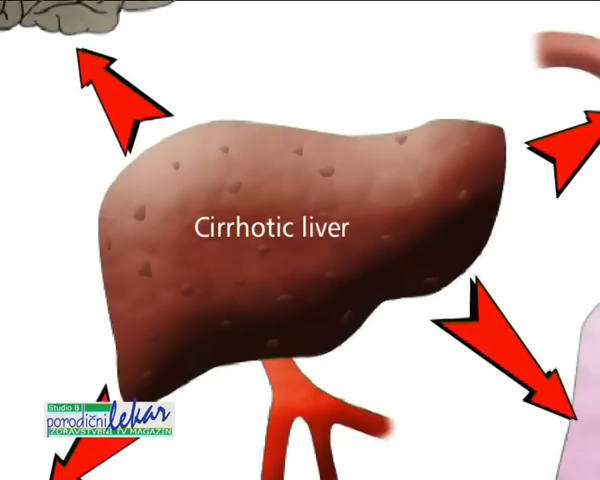 Cirrhotic liver
Studio B
porodični lekar
ZDRAVSTVENI TV MAGAZIN